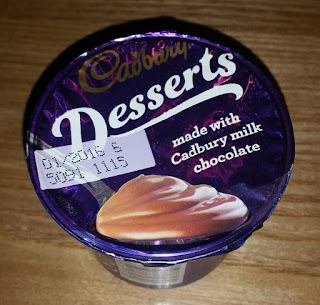 Cadbury
Desserts
made with
Cadbury milk
chocolate
01/2016 6
5091 1115